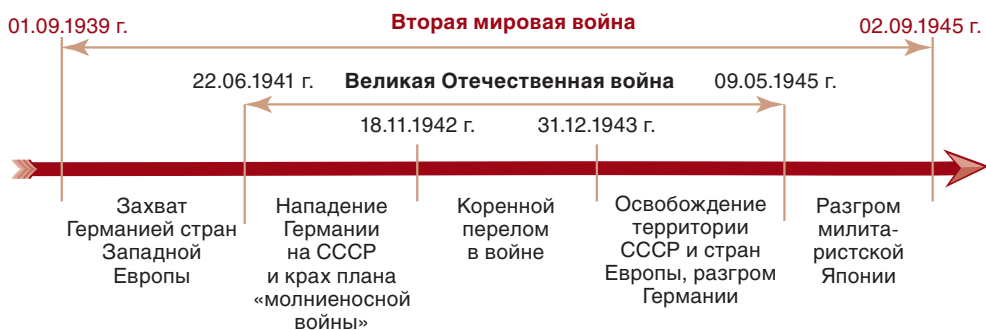 01.09.1939 г. Вторая мировая война 02.09.1945 г.
22.06.1941 г. Великая Отечественная война 09.05.1945 г.
18.11.1942 г. 31.12.1943 г.
Захват
Германией стран
Западной
Европы
Нападение
Германии
на СССР
и крах плана
«молниеносной
войны»
Коренной
перелом
в войне
Освобождение
территории
СССР и стран
Европы, разгром
Германии
Разгром
милита-
ристской
Японии